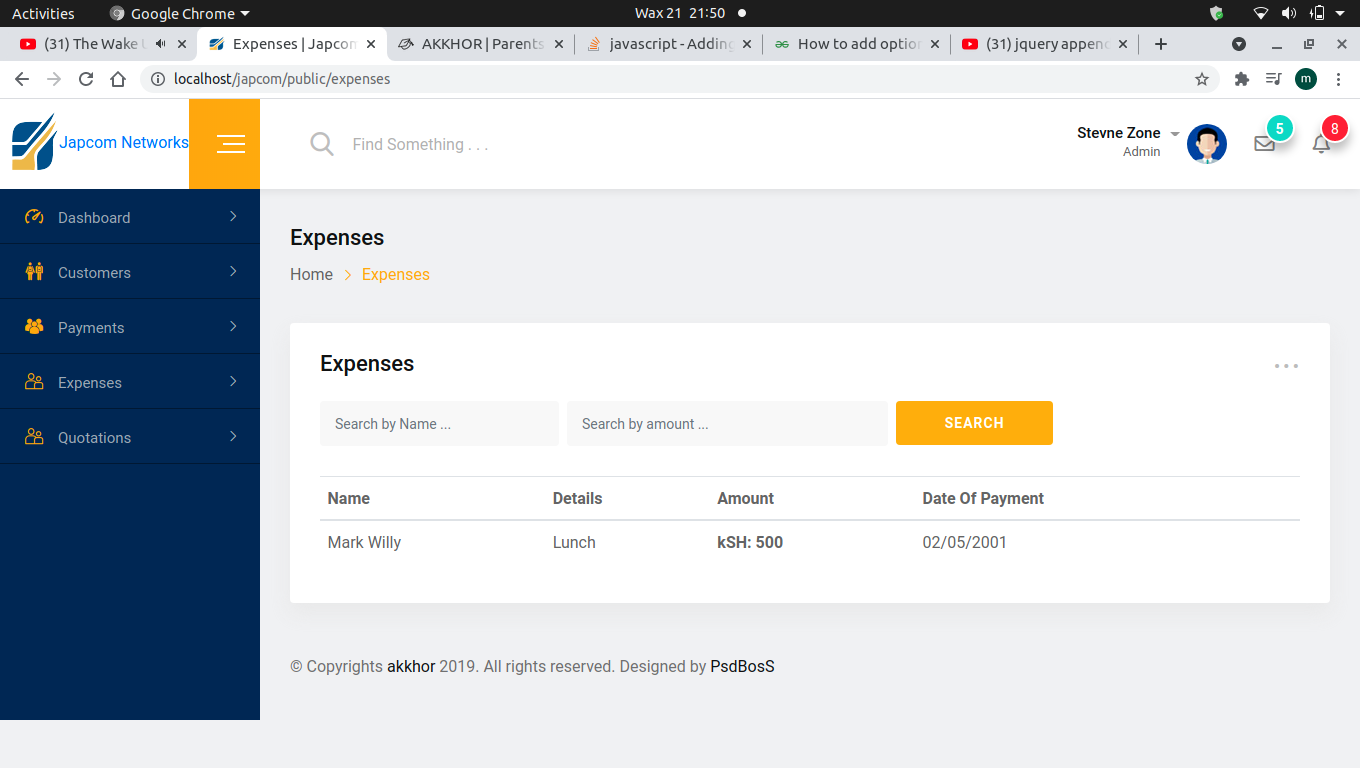 Activities Google Chrome Wax 21 21:50
(31) The Wake Expenses | Japcom AKKHOR | Parents javascript - Adding How to add option (31) jquery append
localhost/japcom/public/expenses m
Japcom Networks Find Something . . . Stevne Zone Admin 5 8
Dashboard
Customers
Payments
Expenses
Quotations
Expenses
Home Expenses
Expenses
Search by Name ... Search by amount ... SEARCH
Name Details Amount Date Of Payment
Mark Willy Lunch kSH: 500 02/05/2001
© Copyrights akkhor 2019. All rights reserved. Designed by PsdBosS